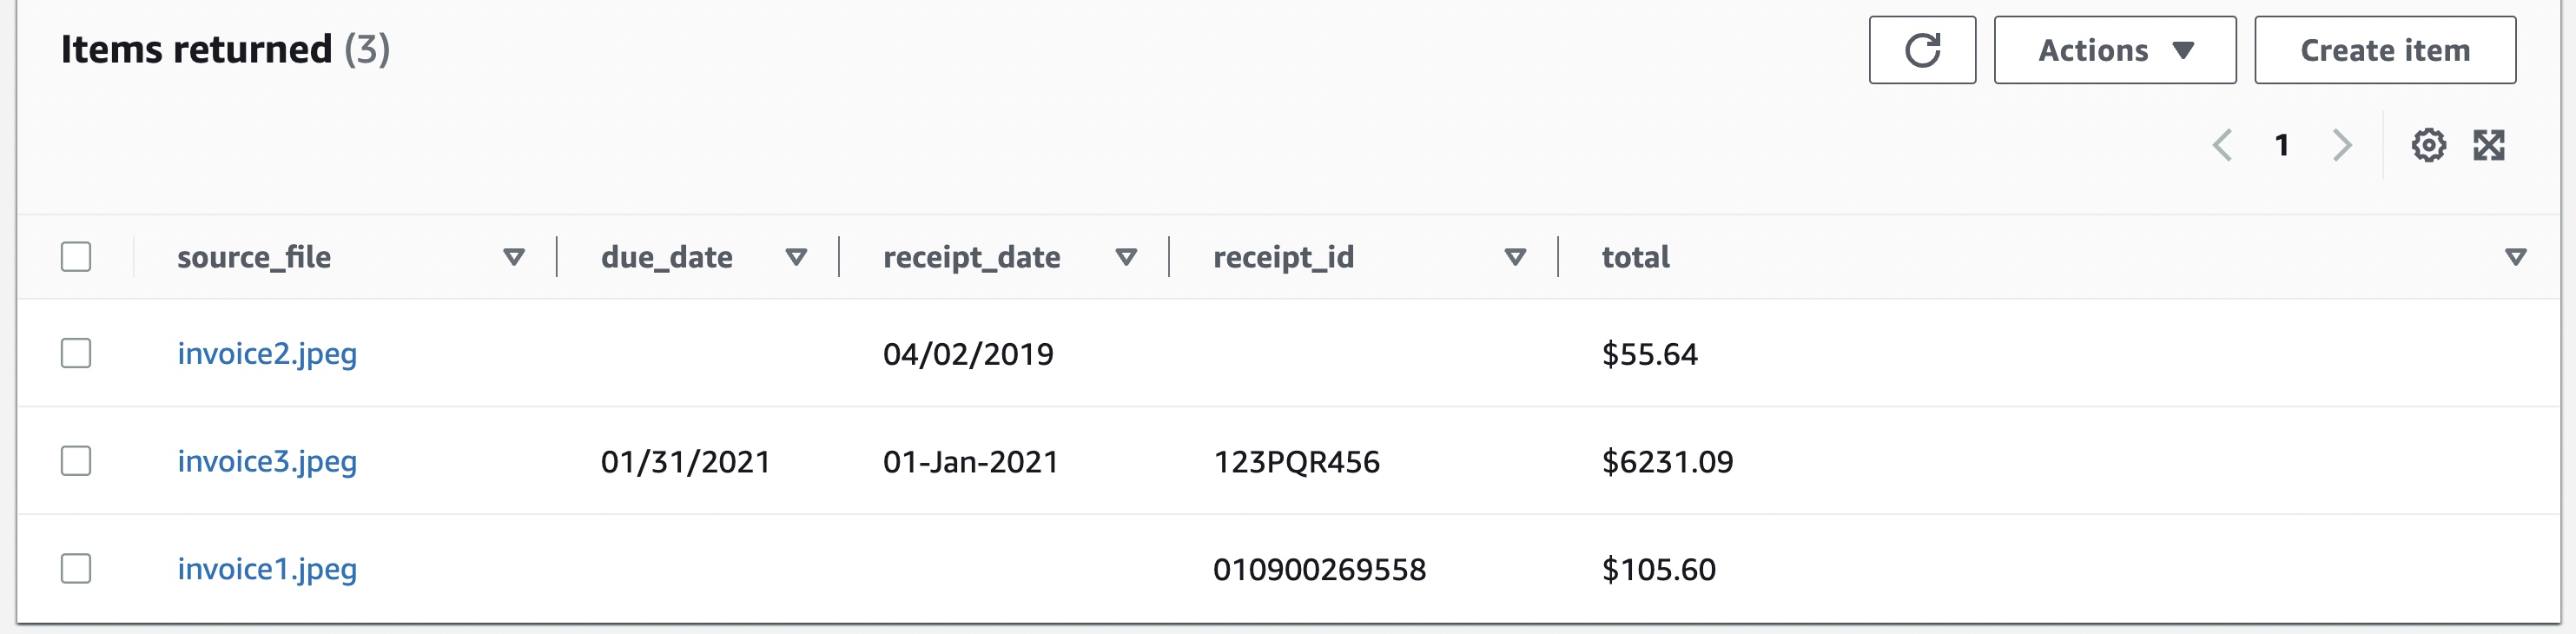 Items returned (3) Actions Create item
1
source_file due_date receipt_date receipt_id total
invoice2.jpeg 04/02/2019 $55.64
invoice3.jpeg 01/31/2021 01-Jan-2021 123PQR456 $6231.09
invoice1.jpeg 010900269558 $105.60